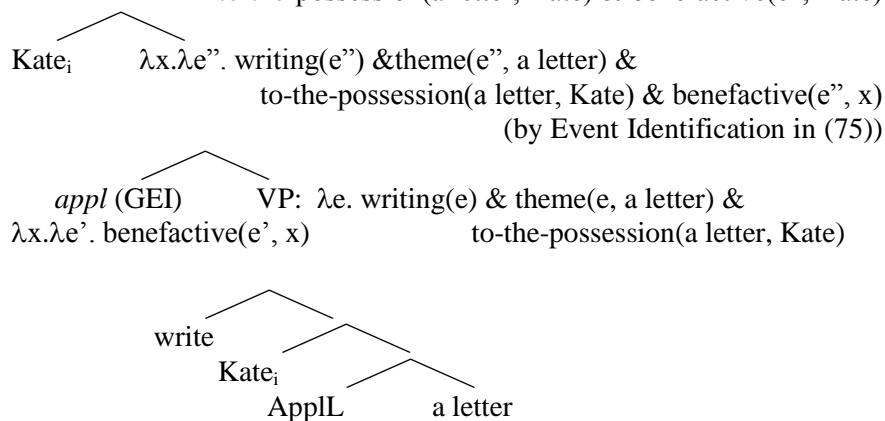 Kateᵢ λx.λe”. writing(e”) &theme(e”, a letter) &
to-the-possession(a letter, Kate) & benefactive(e”, x)
(by Event Identification in (75))
appl (GEI) VP: λe. writing(e) & theme(e, a letter) &
λx.λe’. benefactive(e’, x) to-the-possession(a letter, Kate)
write
Kateᵢ
ApplL a letter